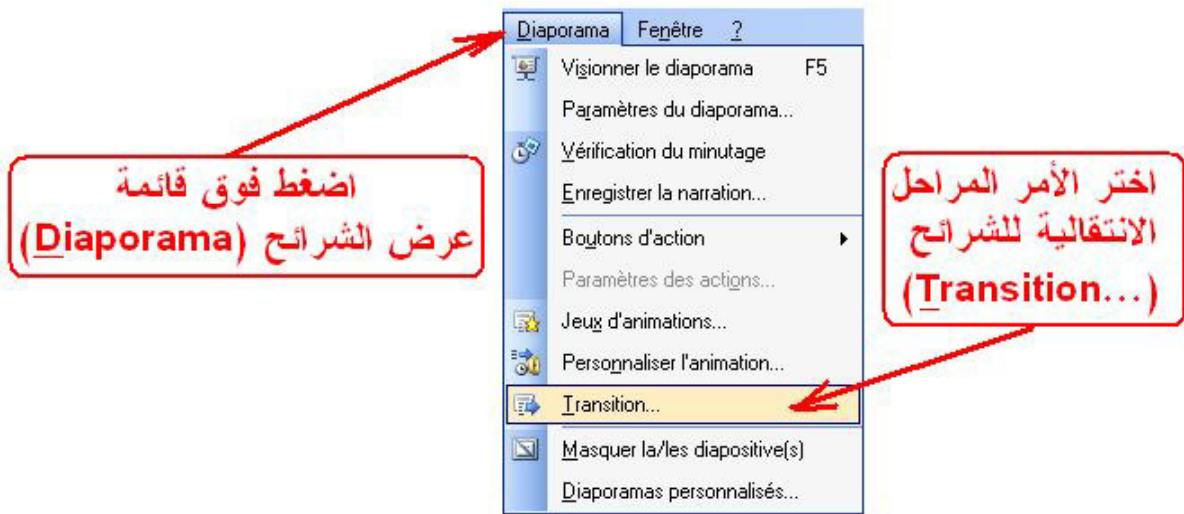 Diaporama Fenêtre ?
Visionner le diaporama F5
Paramètres du diaporama...
Vérification du minutage
Enregistrer la narration...
Boutons d'action
Paramètres des actions...
Jeux d'animations...
Personnaliser l'animation...
Transition...
Masquer la/les diapositive(s)
Diaporamas personnalisés...
اضغط فوق قائمة
عرض الشرائح (Diaporama)
اختر الأمر المراحل
الانتقالية للشرائح
(Transition...)